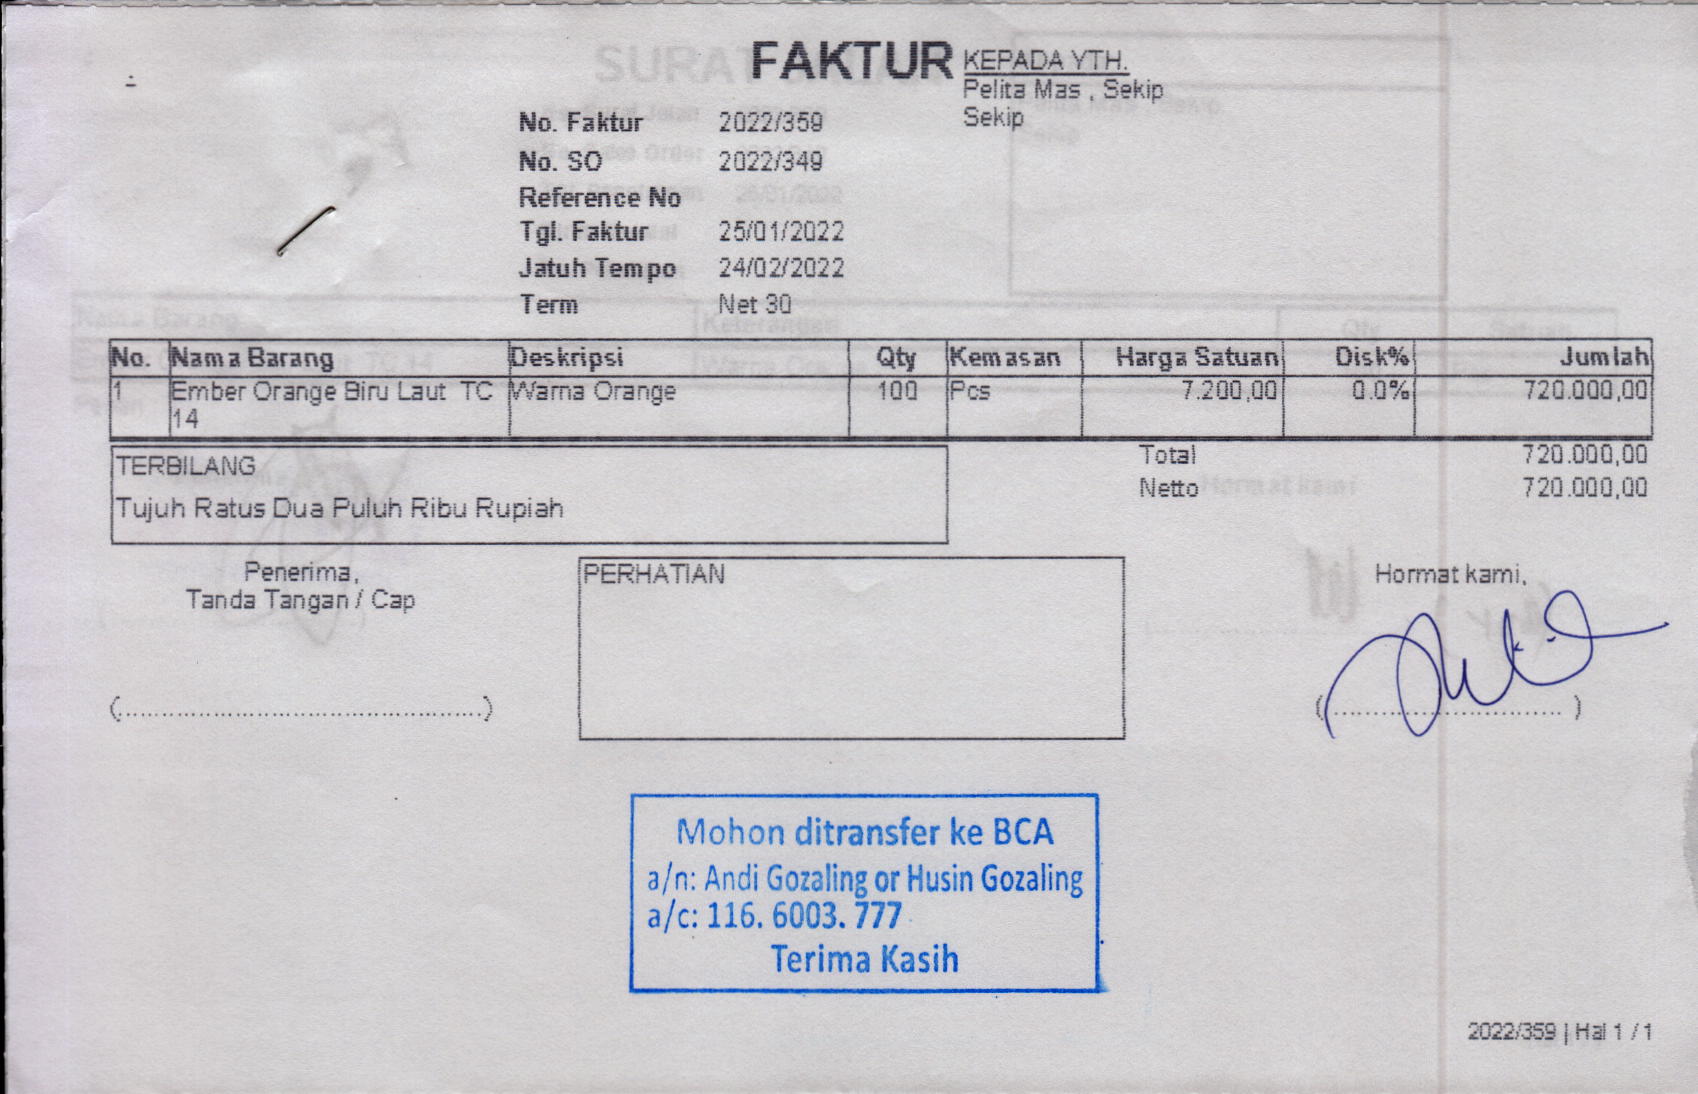 FAKTUR
KEPADA YTH.
Pelita Mas , Sekip
Sekip
No. Faktur 2022/359
No. SO 2022/349
Reference No
Tgl. Faktur 25/01/2022
Jatuh Tempo 24/02/2022
Term Net 30
No. Nama Barang Deskripsi Qty Kemasan Harga Satuan Disk% Jumlah
1 Ember Orange Biru Laut TC Warna Orange 100 Pcs 7.200,00 0.0% 720.000,00
14
TERBILANG
Tujuh Ratus Dua Puluh Ribu Rupiah
Total 720.000,00
Netto 720.000,00
Penerima,
Tanda Tangan / Cap
(............................................)
PERHATIAN
Hormat kami,
(............................ )
Mohon ditransfer ke BCA
a/n: Andi Gozaling or Husin Gozaling
a/c: 116. 6003. 777
Terima Kasih
2022/359 | Hal 1 / 1